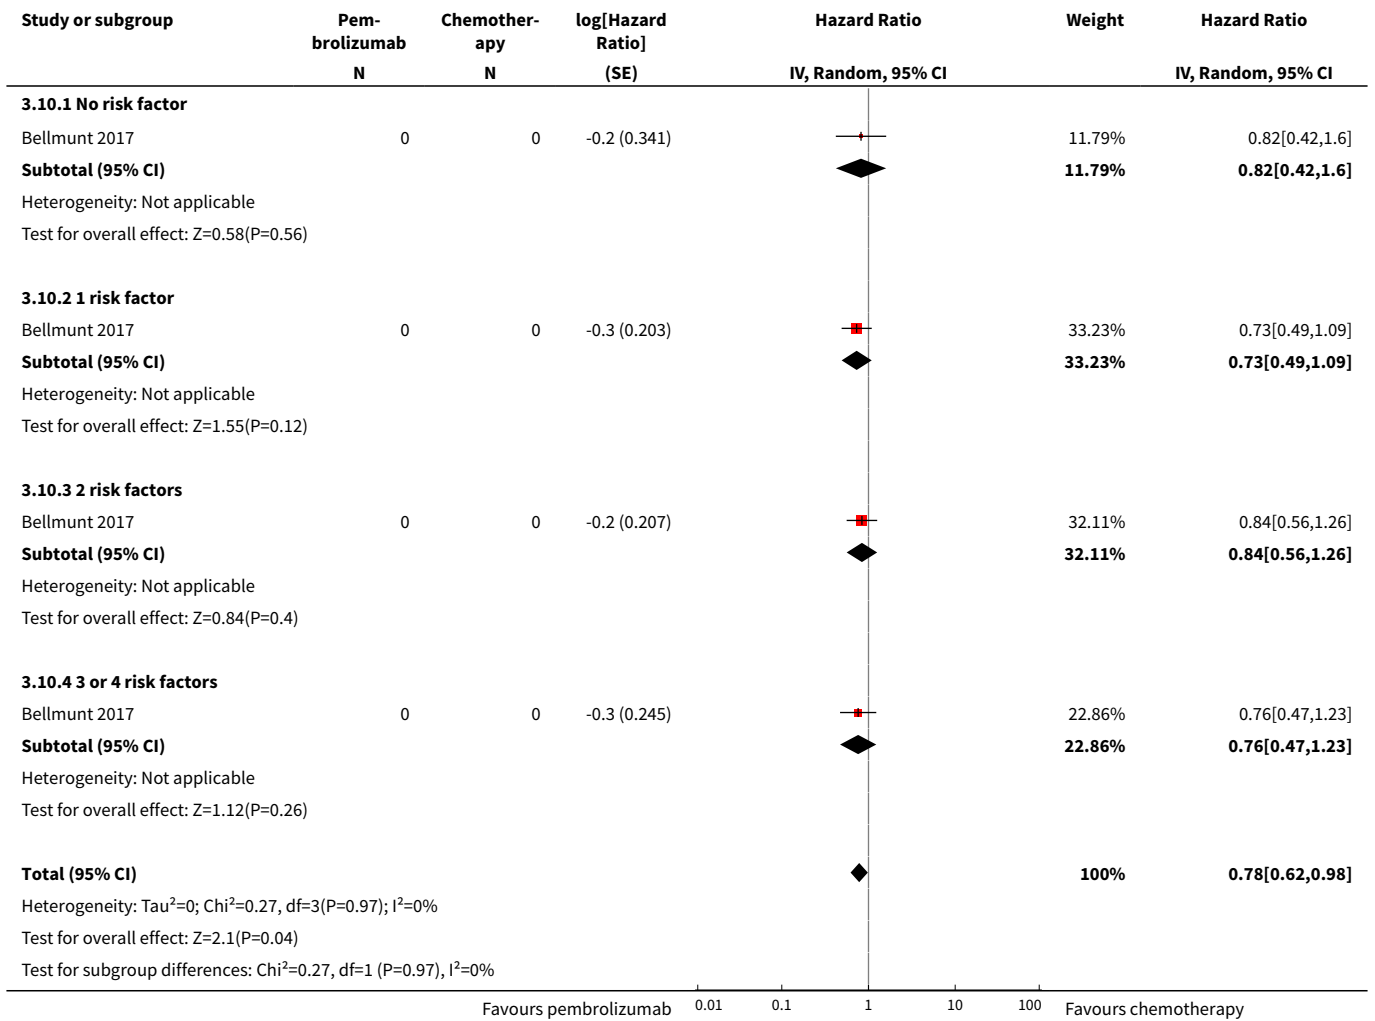 Study or subgroup Pem- Chemother- log[Hazard Hazard Ratio Weight Hazard Ratio
brolizumab apy Ratio]
N N (SE) IV, Random, 95% CI IV, Random, 95% CI
3.10.1 No risk factor
Bellmunt 2017 0 0 -0.2 (0.341) 11.79% 0.82[0.42,1.6]
Subtotal (95% CI) 11.79% 0.82[0.42,1.6]
Heterogeneity: Not applicable
Test for overall effect: Z=0.58(P=0.56)
3.10.2 1 risk factor
Bellmunt 2017 0 0 -0.3 (0.203) 33.23% 0.73[0.49,1.09]
Subtotal (95% CI) 33.23% 0.73[0.49,1.09]
Heterogeneity: Not applicable
Test for overall effect: Z=1.55(P=0.12)
3.10.3 2 risk factors
Bellmunt 2017 0 0 -0.2 (0.207) 32.11% 0.84[0.56,1.26]
Subtotal (95% CI) 32.11% 0.84[0.56,1.26]
Heterogeneity: Not applicable
Test for overall effect: Z=0.84(P=0.4)
3.10.4 3 or 4 risk factors
Bellmunt 2017 0 0 -0.3 (0.245) 22.86% 0.76[0.47,1.23]
Subtotal (95% CI) 22.86% 0.76[0.47,1.23]
Heterogeneity: Not applicable
Test for overall effect: Z=1.12(P=0.26)
Total (95% CI) 100% 0.78[0.62,0.98]
Heterogeneity: Tau²=0; Chi²=0.27, df=3(P=0.97); I²=0%
Test for overall effect: Z=2.1(P=0.04)
Test for subgroup differences: Chi²=0.27, df=1 (P=0.97), I²=0%
Favours pembrolizumab 0.01 0.1 1 10 100 Favours chemotherapy